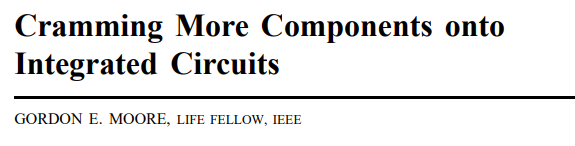 Cramming More Components onto
Integrated Circuits
GORDON E. MOORE, LIFE FELLOW, IEEE